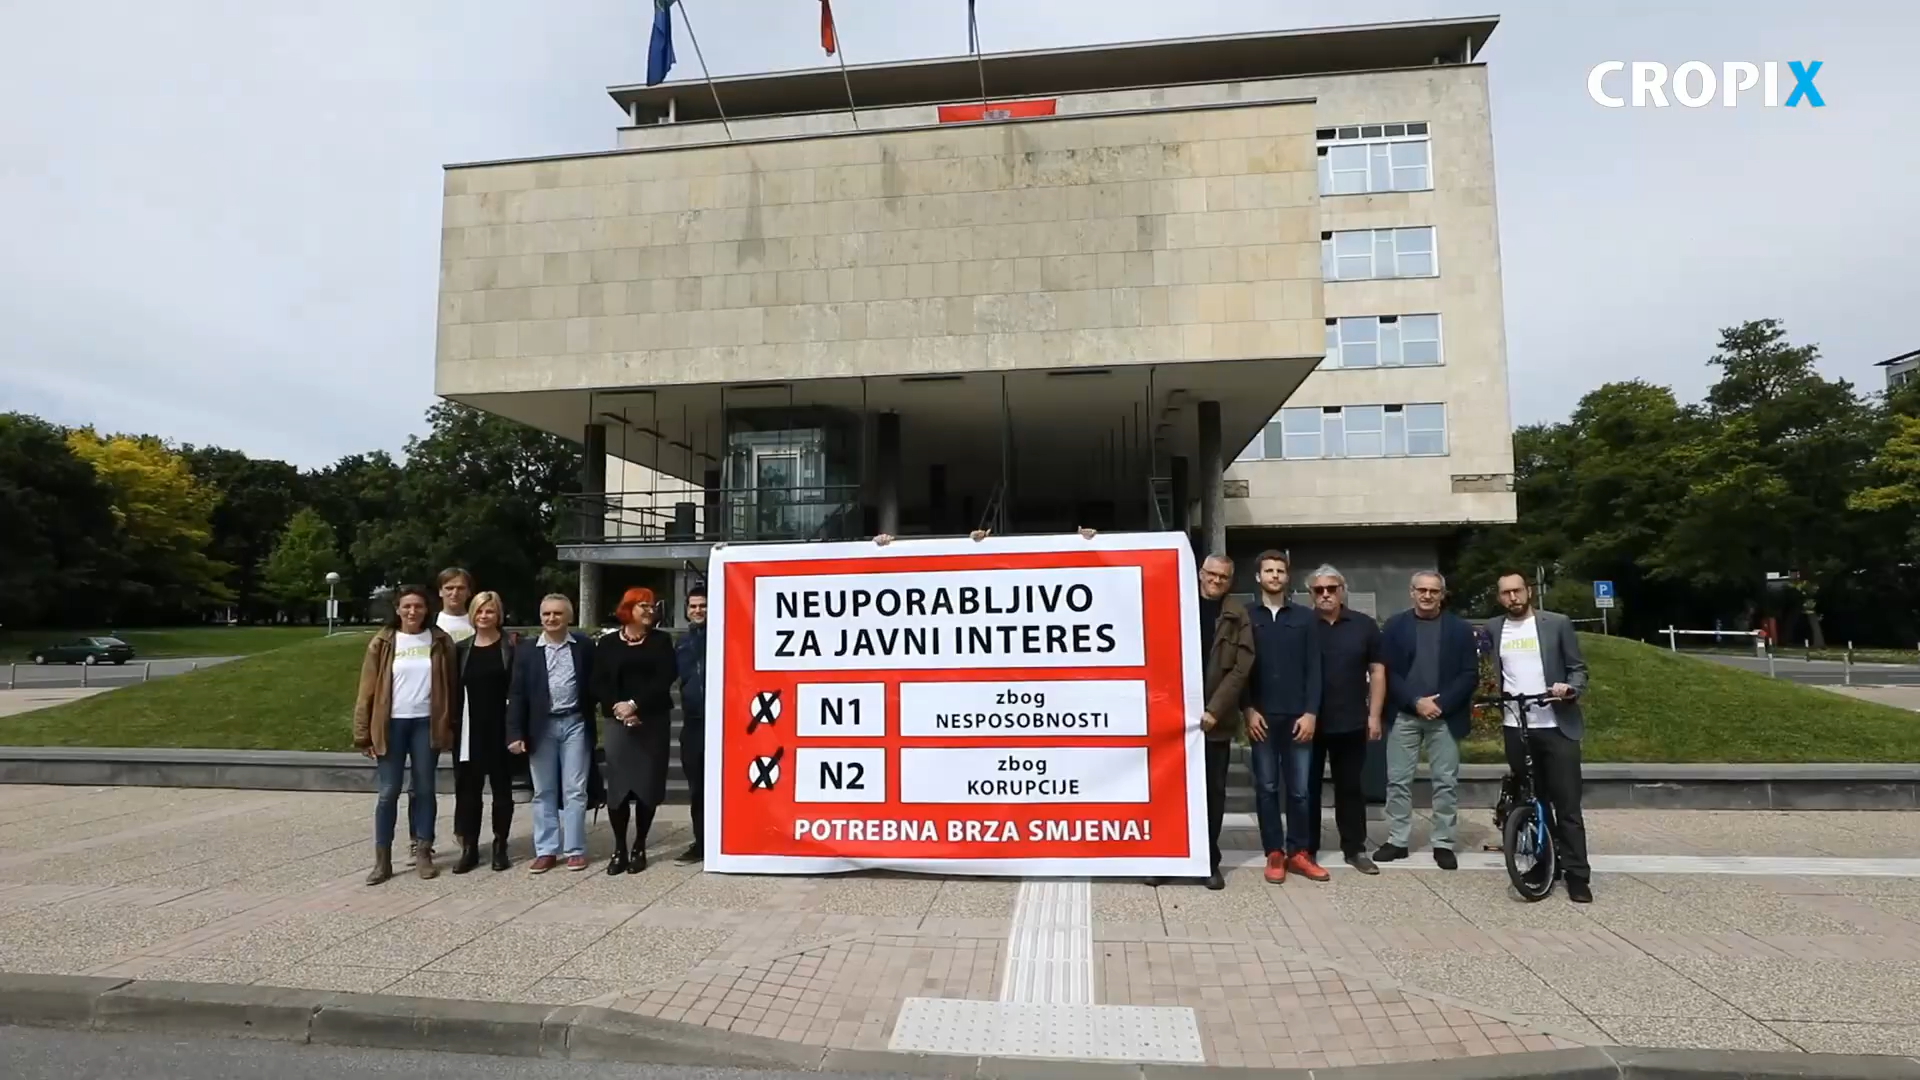 CROPIX
NEUPORABLJIVO
ZA JAVNI INTERES
X N1 zbog
NESPOSOBNOSTI
X N2 zbog
KORUPCIJE
POTREBNA BRZA SMJENA!
P